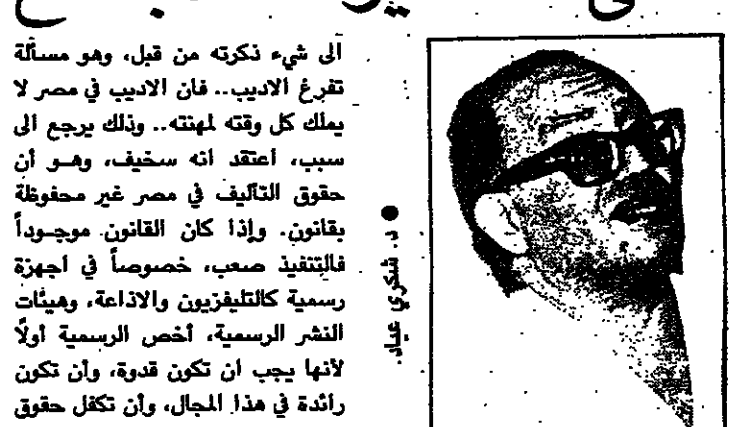 الى شيء ذكرته من قبل، وهو مسألة
تفرغ الاديب.. فان الاديب في مصر لا
يملك كل وقته لمهنته.. وذلك يرجع الى
سبب، أعتقد انه سخيف، وهو أن
حقوق التأليف في مصر غير محفوظة
بقانون. وإذا كان القانون موجوداً
فالتنفيذ صعب، خصوصاً في اجهزة
رسمية كالتليفزيون والاذاعة، وهيئات
النشر الرسمية، أخص الرسمية أولًا
لأنها يجب ان تكون قدوة، وأن تكون
رائدة في هذا المجال، وأن تكفل حقوق
● د. شكري عياد.